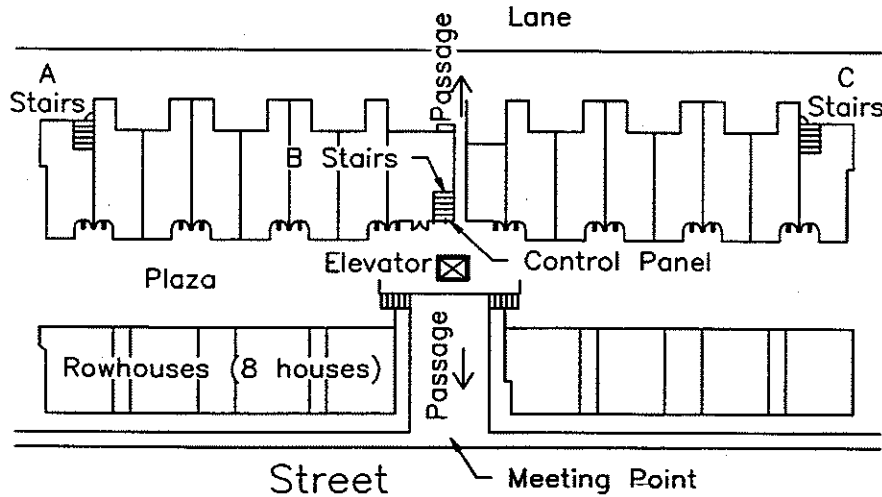 Lane
Passage
A
Stairs
C
Stairs
B Stairs
Elevator
Control Panel
Plaza
Passage
Rowhouses (8 houses)
Street
Meeting Point